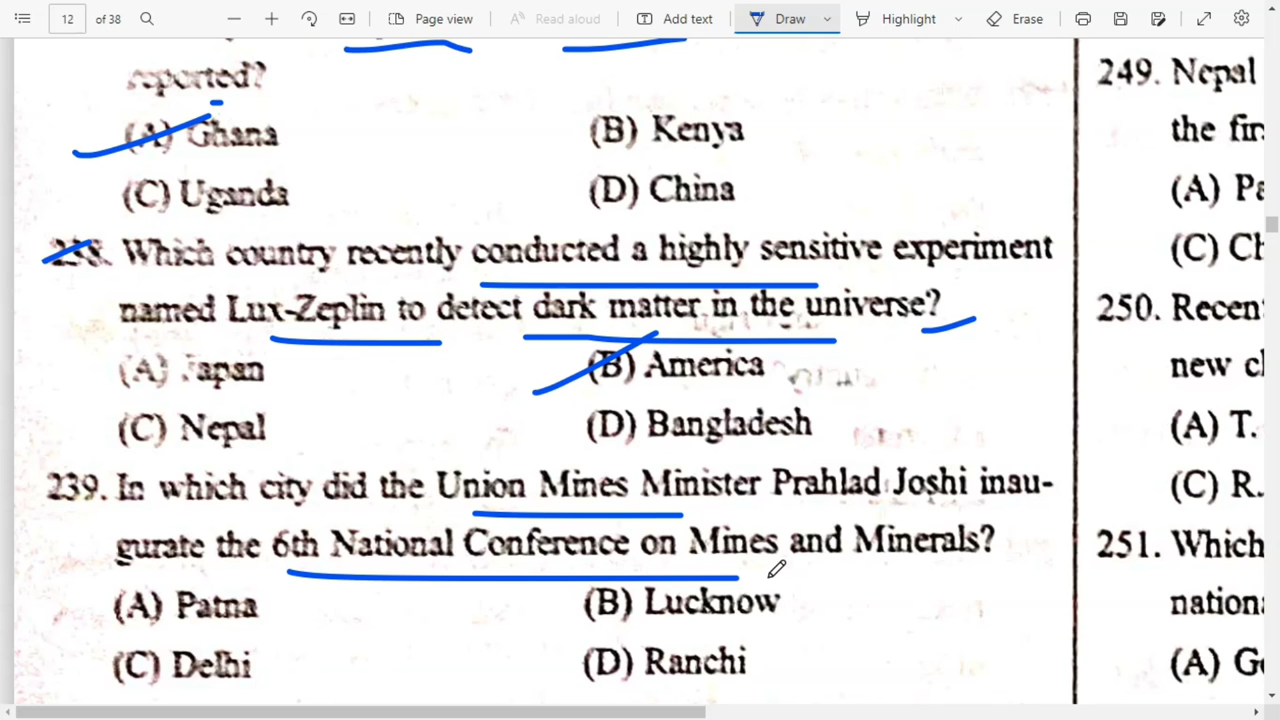 12
of 38
Page view
Read aloud
Add text
Draw
Highlight
Erase
reported?
(A) Ghana
(B) Kenya
(C) Uganda
(D) China
238. Which country recently conducted a highly sensitive experiment
named Lux-Zeplin to detect dark matter in the universe?
(A) Japan
(B) America
(C) Nepal
(D) Bangladesh
239. In which city did the Union Mines Minister Prahlad Joshi inau-
gurate the 6th National Conference on Mines and Minerals?
(A) Patna
(B) Lucknow
(C) Delhi
(D) Ranchi
249. Nepal
the fir
(A) Pa
(C) Ch
250. Recen
new cl
(A) T.
(C) R.
251. Which
nationa
(A) Go